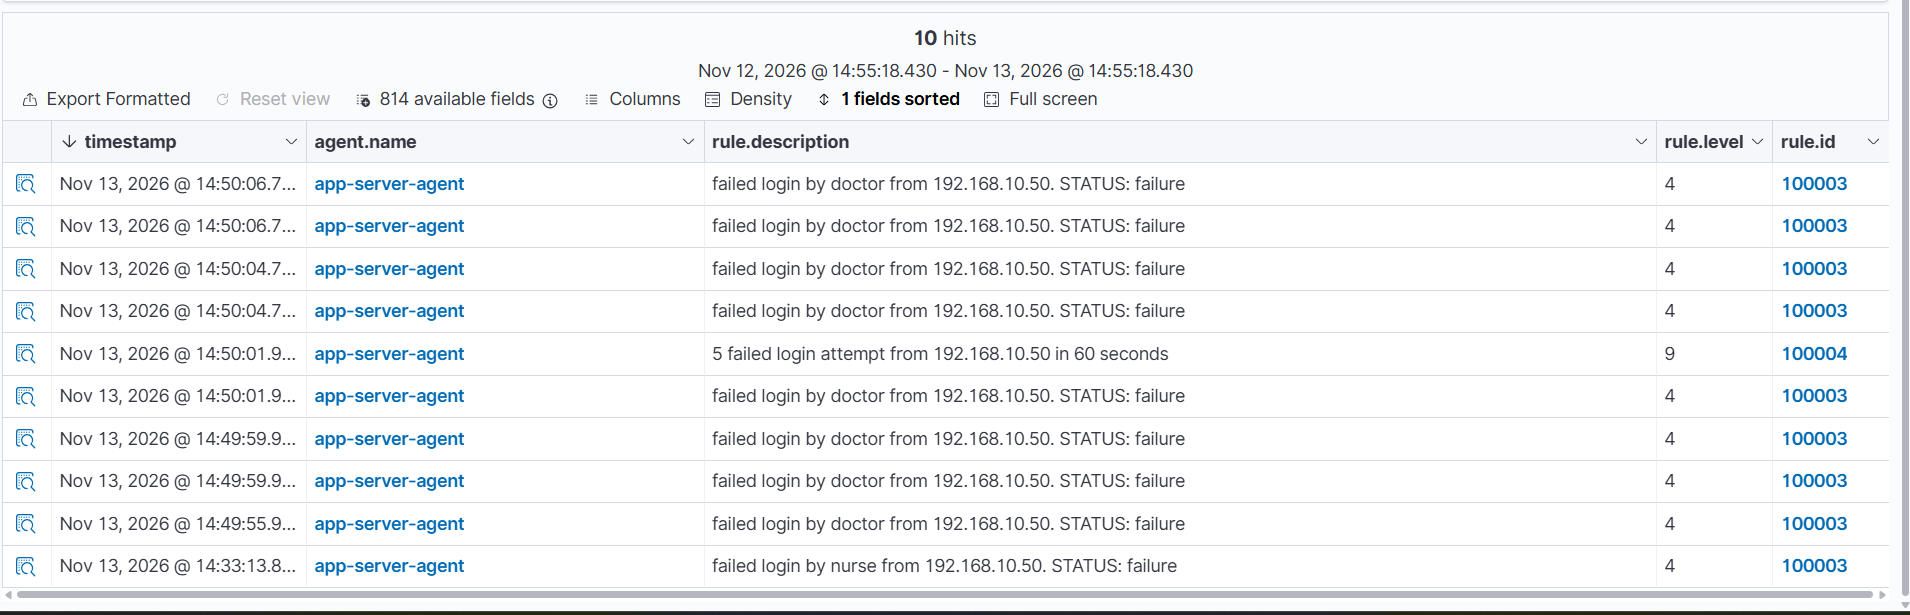 10 hits
Nov 12, 2026 @ 14:55:18.430 - Nov 13, 2026 @ 14:55:18.430
Export Formatted Reset view 814 available fields Columns Density 1 fields sorted Full screen
timestamp agent.name rule.description rule.level rule.id
Nov 13, 2026 @ 14:50:06.7... app-server-agent failed login by doctor from 192.168.10.50. STATUS: failure 4 100003
Nov 13, 2026 @ 14:50:06.7... app-server-agent failed login by doctor from 192.168.10.50. STATUS: failure 4 100003
Nov 13, 2026 @ 14:50:04.7... app-server-agent failed login by doctor from 192.168.10.50. STATUS: failure 4 100003
Nov 13, 2026 @ 14:50:04.7... app-server-agent failed login by doctor from 192.168.10.50. STATUS: failure 4 100003
Nov 13, 2026 @ 14:50:01.9... app-server-agent 5 failed login attempt from 192.168.10.50 in 60 seconds 9 100004
Nov 13, 2026 @ 14:50:01.9... app-server-agent failed login by doctor from 192.168.10.50. STATUS: failure 4 100003
Nov 13, 2026 @ 14:49:59.9... app-server-agent failed login by doctor from 192.168.10.50. STATUS: failure 4 100003
Nov 13, 2026 @ 14:49:59.9... app-server-agent failed login by doctor from 192.168.10.50. STATUS: failure 4 100003
Nov 13, 2026 @ 14:49:55.9... app-server-agent failed login by doctor from 192.168.10.50. STATUS: failure 4 100003
Nov 13, 2026 @ 14:33:13.8... app-server-agent failed login by nurse from 192.168.10.50. STATUS: failure 4 100003